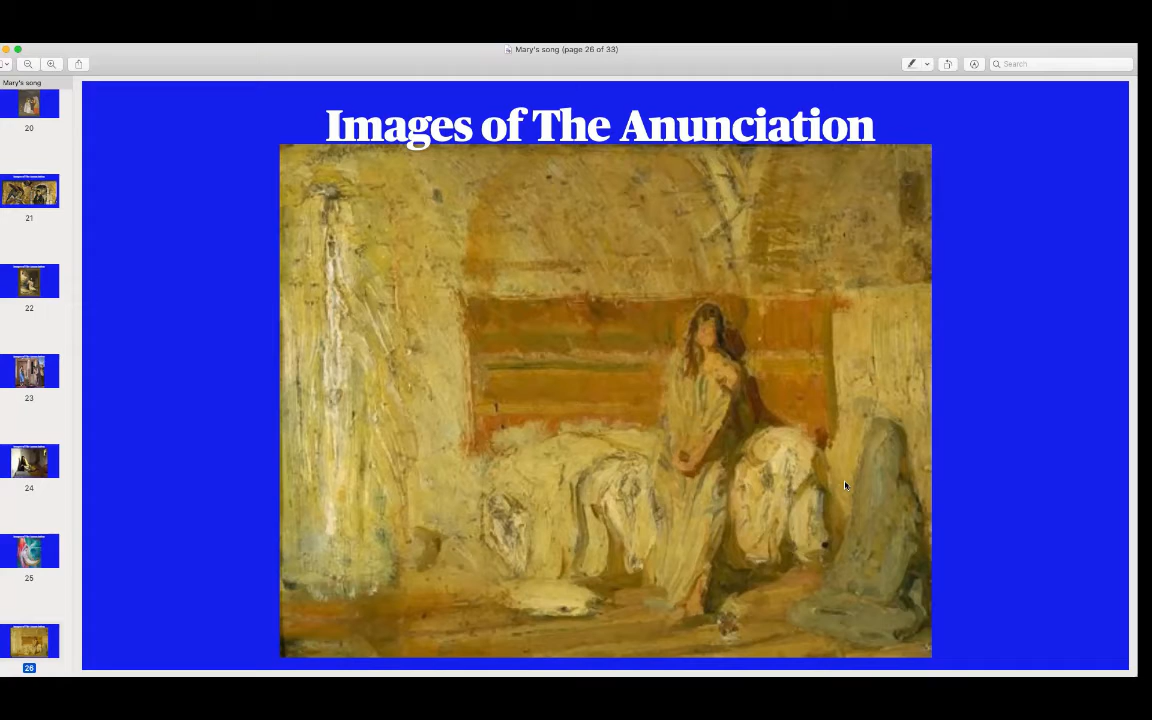 Mary's song (page 26 of 33)
Search
Mary's song
20
21
22
23
24
25
26
Images of The Anunciation